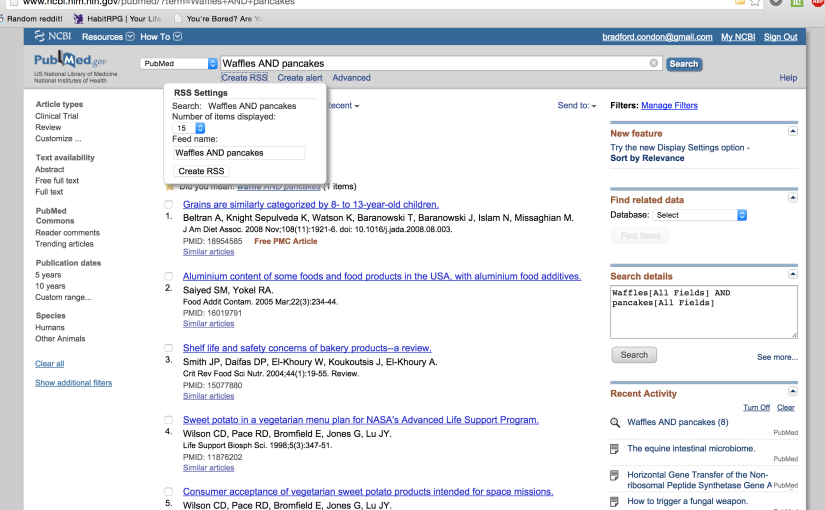 www.ncbi.nlm.nih.gov/pubmed/?term=Waffles+AND+pancakes
Random reddit!
HabitRPG | Your Life
You're Bored? Are Yo
NCBI Resources How To
bradford.condon@gmail.com My NCBI Sign Out
PubMed.gov
US National Library of Medicine
National Institutes of Health
PubMed
Waffles AND pancakes
Search
Create RSS Create alert Advanced
Help
RSS Settings
Search: Waffles AND pancakes
Number of items displayed:
15
Feed name:
Waffles AND pancakes
Create RSS
Article types
Clinical Trial
Review
Customize ...
Text availability
Abstract
Free full text
Full text
PubMed
Commons
Reader comments
Trending articles
Publication dates
5 years
10 years
Custom range...
Species
Humans
Other Animals
Clear all
Show additional filters
Recent
Send to:
Did you mean: waffle AND pancakes (1 items)
Grains are similarly categorized by 8- to 13-year-old children.
1. Beltran A, Knight Sepulveda K, Watson K, Baranowski T, Baranowski J, Islam N, Missaghian M.
J Am Diet Assoc. 2008 Nov;108(11):1921-6. doi: 10.1016/j.jada.2008.08.003.
PMID: 18954585 Free PMC Article
Similar articles
Aluminium content of some foods and food products in the USA, with aluminium food additives.
2. Saiyed SM, Yokel RA.
Food Addit Contam. 2005 Mar;22(3):234-44.
PMID: 16019791
Similar articles
Shelf life and safety concerns of bakery products--a review.
3. Smith JP, Daifas DP, El-Khoury W, Koukoutsis J, El-Khoury A.
Crit Rev Food Sci Nutr. 2004;44(1):19-55. Review.
PMID: 15077880
Similar articles
Sweet potato in a vegetarian menu plan for NASA's Advanced Life Support Program.
4. Wilson CD, Pace RD, Bromfield E, Jones G, Lu JY.
Life Support Biosph Sci. 1998;5(3):347-51.
PMID: 11876202
Similar articles
Consumer acceptance of vegetarian sweet potato products intended for space missions.
5. Wilson CD, Pace RD, Bromfield E, Jones G, Lu JY.
Filters: Manage Filters
New feature
Try the new Display Settings option -
Sort by Relevance
Find related data
Database: Select
Find items
Search details
Waffles[All Fields] AND
pancakes[All Fields]
Search
See more...
Recent Activity
Turn Off Clear
Waffles AND pancakes (8)
PubMed
The equine intestinal microbiome.
PubMed
Horizontal Gene Transfer of the Non-
ribosomal Peptide Synthetase Gene A PubMed
How to trigger a fungal weapon.